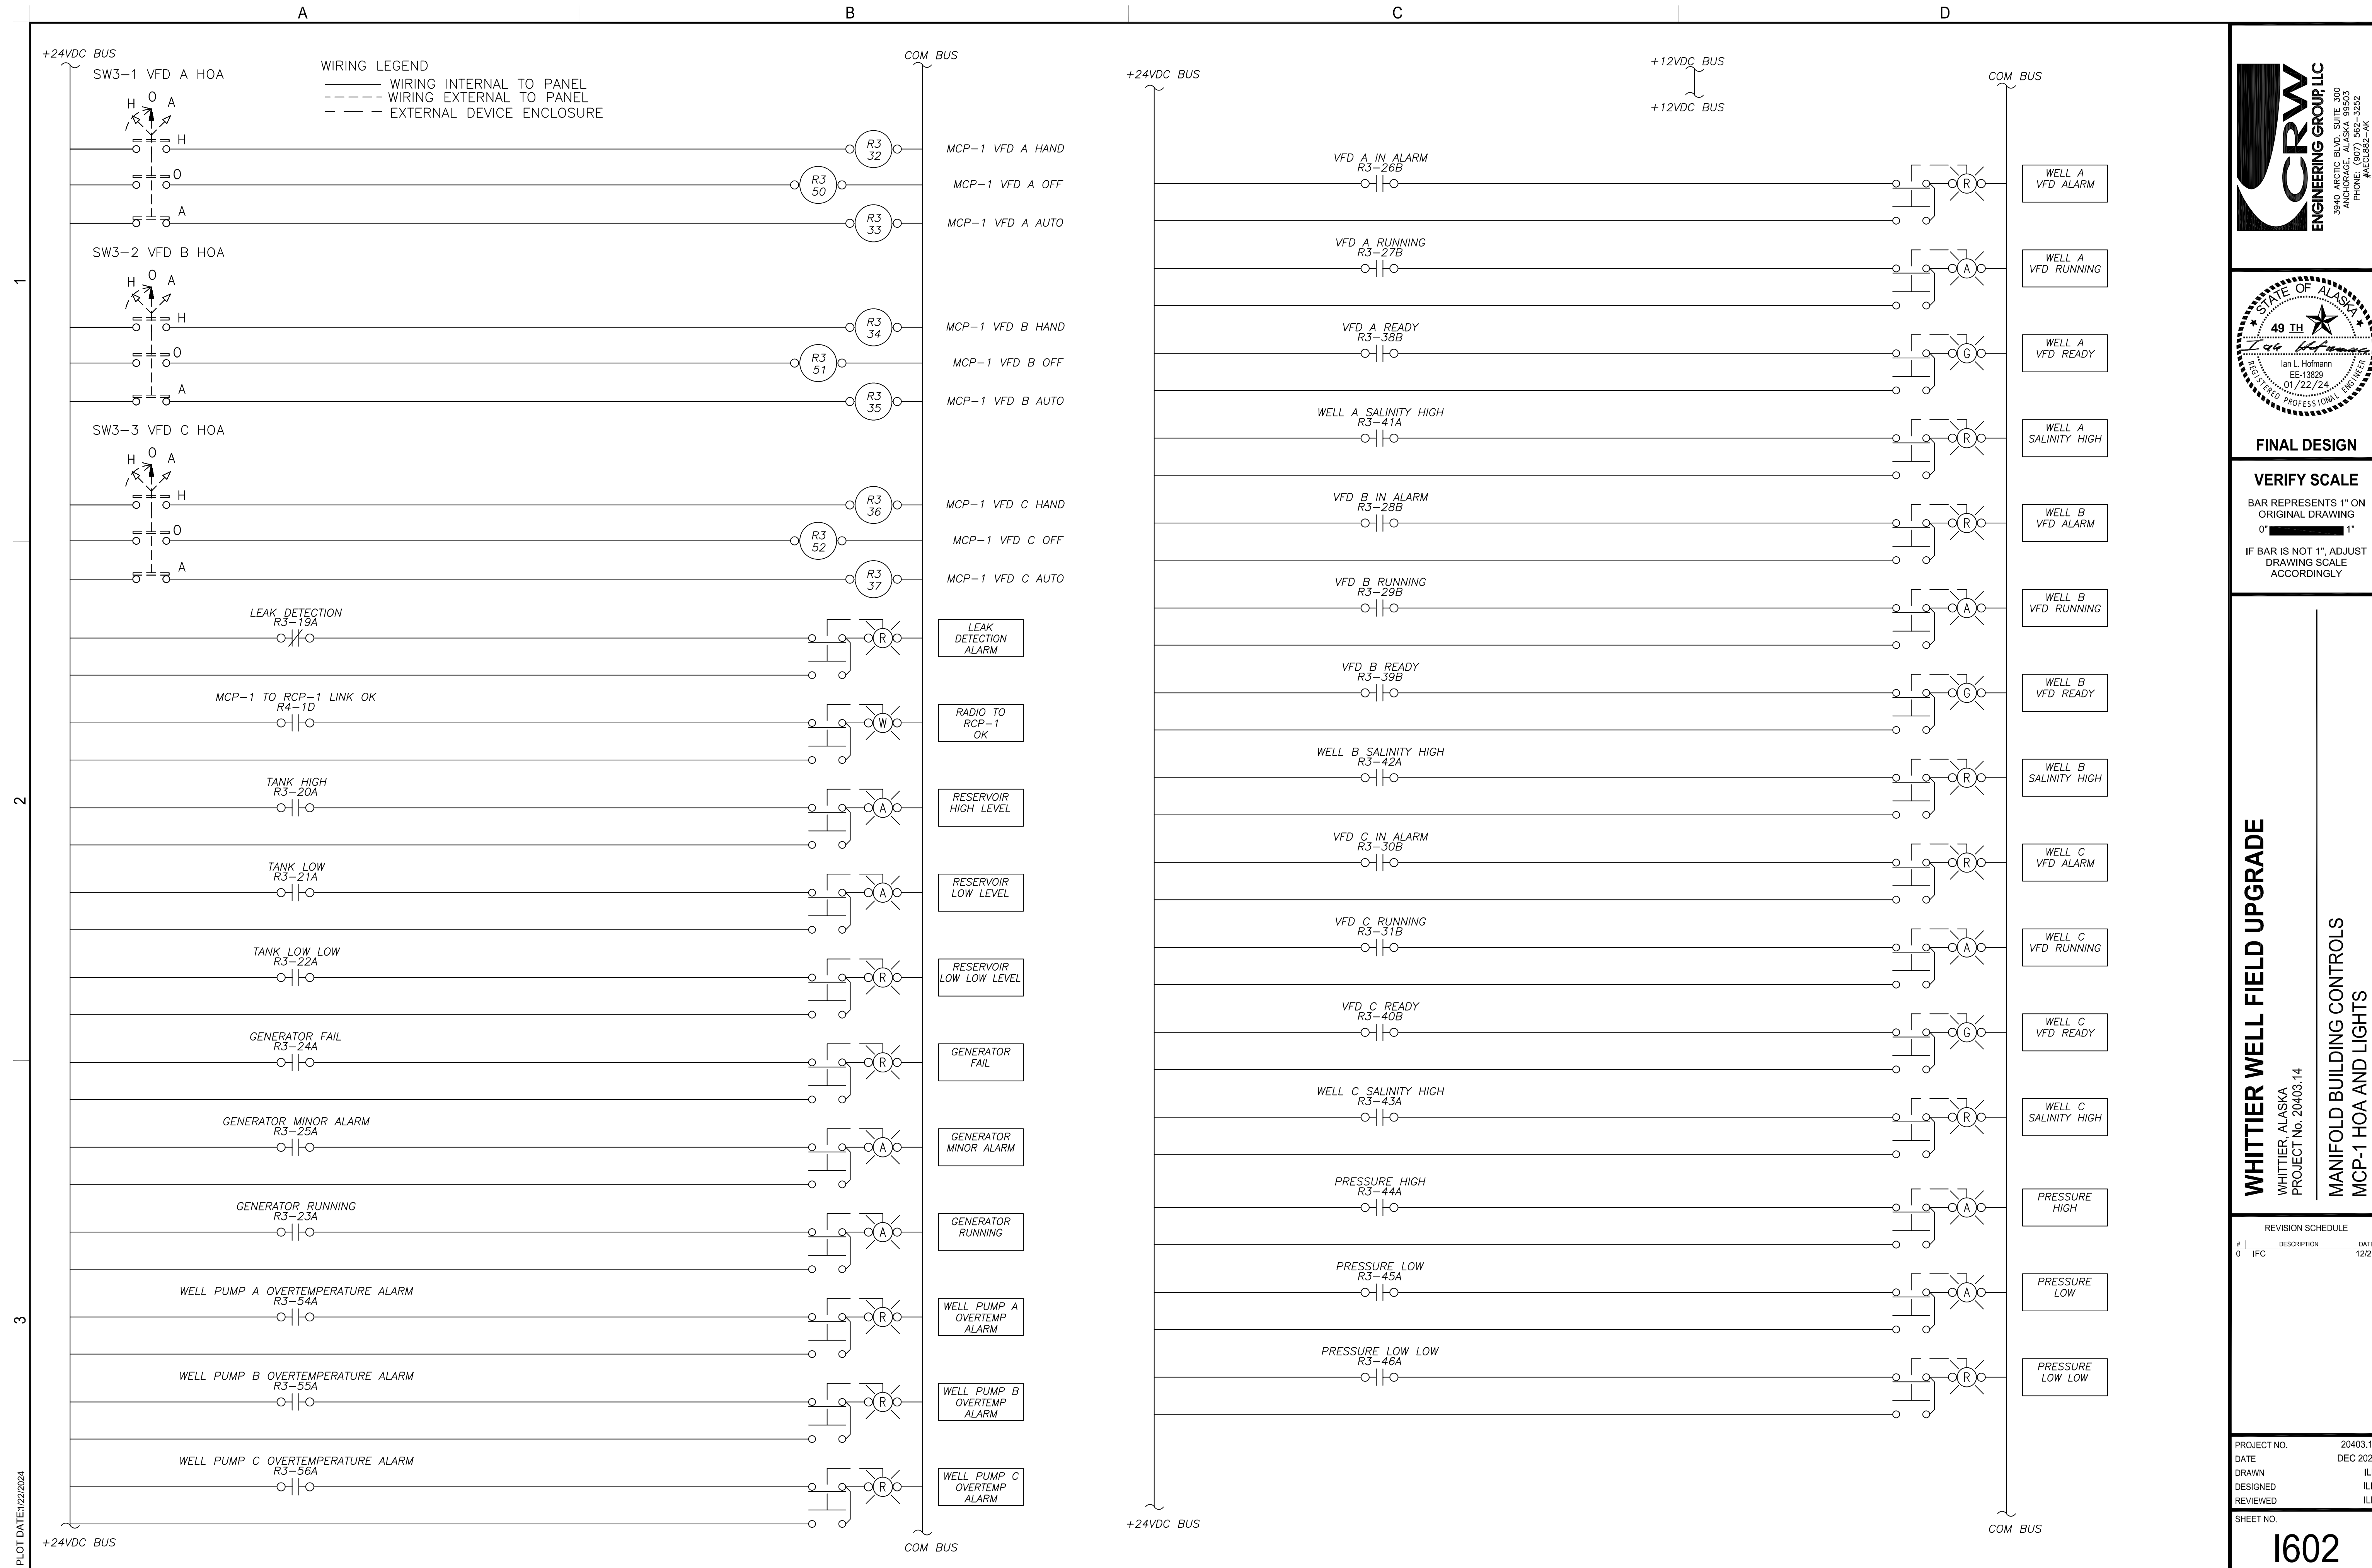 A
B
C
D
1
2
3
+24VDC BUS
COM BUS
WIRING LEGEND
WIRING INTERNAL TO PANEL
WIRING EXTERNAL TO PANEL
EXTERNAL DEVICE ENCLOSURE
SW3-1 VFD A HOA
H O A
H
R3
32
MCP-1 VFD A HAND
O
R3
50
MCP-1 VFD A OFF
A
R3
33
MCP-1 VFD A AUTO
SW3-2 VFD B HOA
H O A
H
R3
34
MCP-1 VFD B HAND
O
R3
51
MCP-1 VFD B OFF
A
R3
35
MCP-1 VFD B AUTO
SW3-3 VFD C HOA
H O A
H
R3
36
MCP-1 VFD C HAND
O
R3
52
MCP-1 VFD C OFF
A
R3
37
MCP-1 VFD C AUTO
LEAK DETECTION
R3-19A
R
LEAK
DETECTION
ALARM
MCP-1 TO RCP-1 LINK OK
R4-1D
W
RADIO TO
RCP-1
OK
TANK HIGH
R3-20A
A
RESERVOIR
HIGH LEVEL
TANK LOW
R3-21A
A
RESERVOIR
LOW LEVEL
TANK LOW LOW
R3-22A
R
RESERVOIR
LOW LOW LEVEL
GENERATOR FAIL
R3-24A
R
GENERATOR
FAIL
GENERATOR MINOR ALARM
R3-25A
A
GENERATOR
MINOR ALARM
GENERATOR RUNNING
R3-23A
A
GENERATOR
RUNNING
WELL PUMP A OVERTEMPERATURE ALARM
R3-54A
R
WELL PUMP A
OVERTEMP
ALARM
WELL PUMP B OVERTEMPERATURE ALARM
R3-55A
R
WELL PUMP B
OVERTEMP
ALARM
WELL PUMP C OVERTEMPERATURE ALARM
R3-56A
R
WELL PUMP C
OVERTEMP
ALARM
+24VDC BUS
COM BUS
+24VDC BUS
+12VDC BUS
+12VDC BUS
COM BUS
VFD A IN ALARM
R3-26B
R
WELL A
VFD ALARM
VFD A RUNNING
R3-27B
A
WELL A
VFD RUNNING
VFD A READY
R3-38B
G
WELL A
VFD READY
WELL A SALINITY HIGH
R3-41A
R
WELL A
SALINITY HIGH
VFD B IN ALARM
R3-28B
R
WELL B
VFD ALARM
VFD B RUNNING
R3-29B
A
WELL B
VFD RUNNING
VFD B READY
R3-39B
G
WELL B
VFD READY
WELL B SALINITY HIGH
R3-42A
R
WELL B
SALINITY HIGH
VFD C IN ALARM
R3-30B
R
WELL C
VFD ALARM
VFD C RUNNING
R3-31B
A
WELL C
VFD RUNNING
VFD C READY
R3-40B
G
WELL C
VFD READY
WELL C SALINITY HIGH
R3-43A
R
WELL C
SALINITY HIGH
PRESSURE HIGH
R3-44A
A
PRESSURE
HIGH
PRESSURE LOW
R3-45A
A
PRESSURE
LOW
PRESSURE LOW LOW
R3-46A
R
PRESSURE
LOW LOW
+24VDC BUS
COM BUS
CRW
ENGINEERING GROUP, LLC
3940 ARCTIC BLVD. SUITE 300
ANCHORAGE, ALASKA 99503
PHONE: (907) 562-3252
#AECL882-AK
STATE OF ALASKA
49 TH
Ian L. Hofmann
EE-13829
01/22/24
REGISTERED PROFESSIONAL ENGINEER
FINAL DESIGN
VERIFY SCALE
BAR REPRESENTS 1" ON
ORIGINAL DRAWING
0" 1"
IF BAR IS NOT 1", ADJUST
DRAWING SCALE
ACCORDINGLY
WHITTIER WELL FIELD UPGRADE
WHITTIER, ALASKA
PROJECT No. 20403.14
MANIFOLD BUILDING CONTROLS
MCP-1 HOA AND LIGHTS
REVISION SCHEDULE
# DESCRIPTION
0 IFC
PROJECT NO.
DATE
DRAWN
DESIGNED
REVIEWED
SHEET NO.
I602
PLOT DATE:1/22/2024